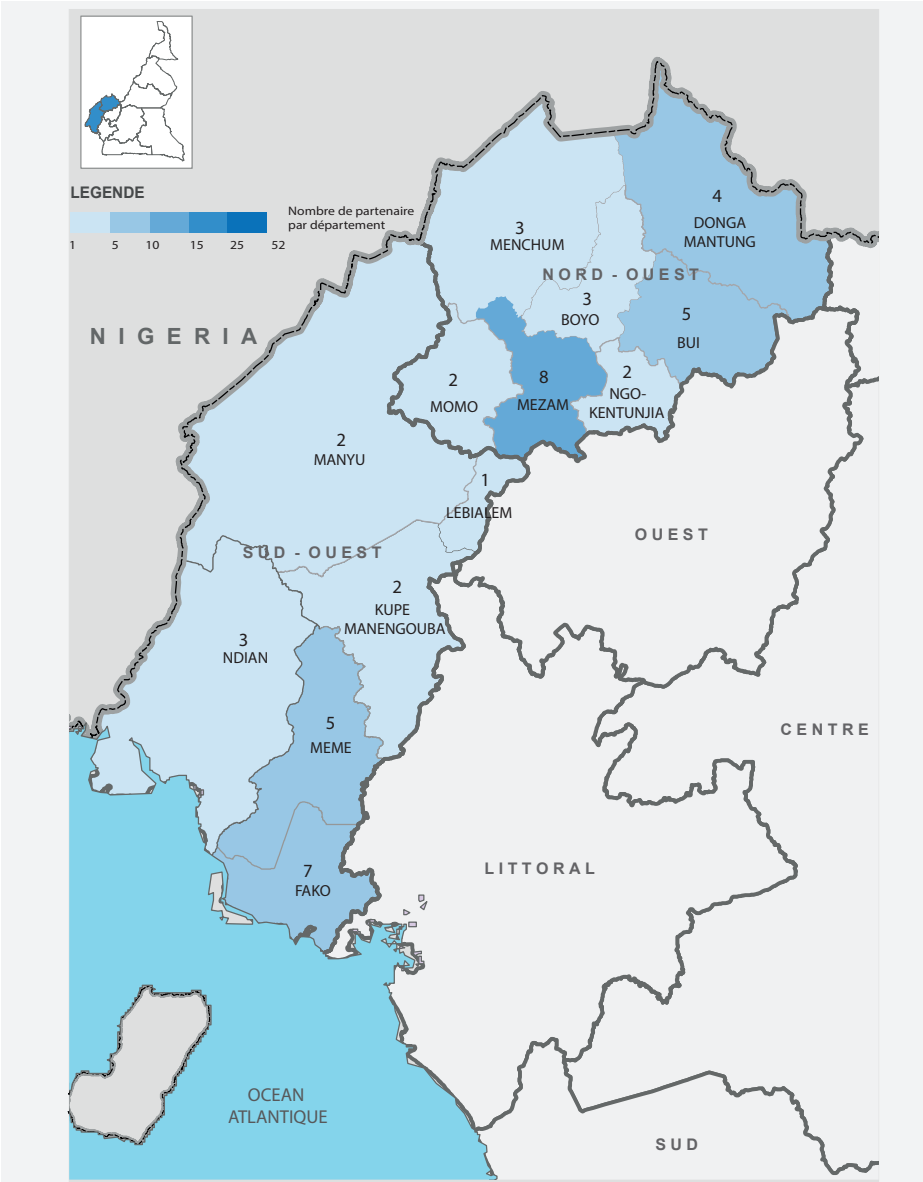 LEGENDE
Nombre de partenaire
par département
1 5 10 15 25 52
NIGERIA
4
DONGA
MANTUNG
3
MENCHUM
NORD - OUEST
3
BOYO
5
BUI
2
MOMO
8
MEZAM
2
NGO-
KENTUNJIA
2
MANYU
1
LEBIALEM
OUEST
SUD - OUEST
2
KUPE
MANENGOUBA
3
NDIAN
5
MEME
CENTRE
7
FAKO
LITTORAL
OCEAN
ATLANTIQUE
SUD